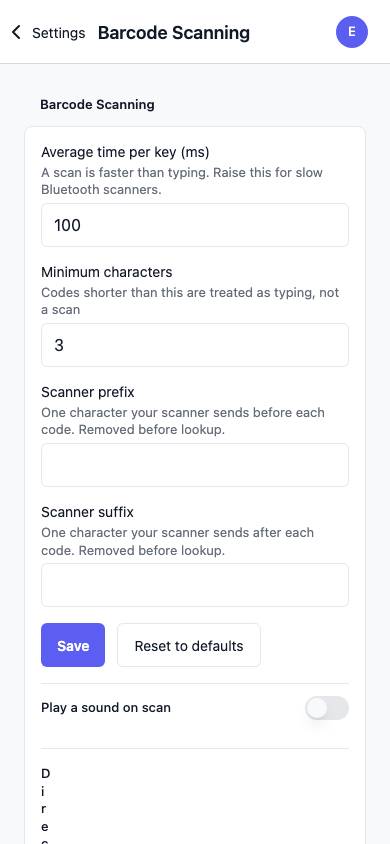 Settings Barcode Scanning E
Barcode Scanning
Average time per key (ms)
A scan is faster than typing. Raise this for slow
Bluetooth scanners.
100
Minimum characters
Codes shorter than this are treated as typing, not
a scan
3
Scanner prefix
One character your scanner sends before each
code. Removed before lookup.
Scanner suffix
One character your scanner sends after each
code. Removed before lookup.
Save Reset to defaults
Play a sound on scan
D
i
r
e
c